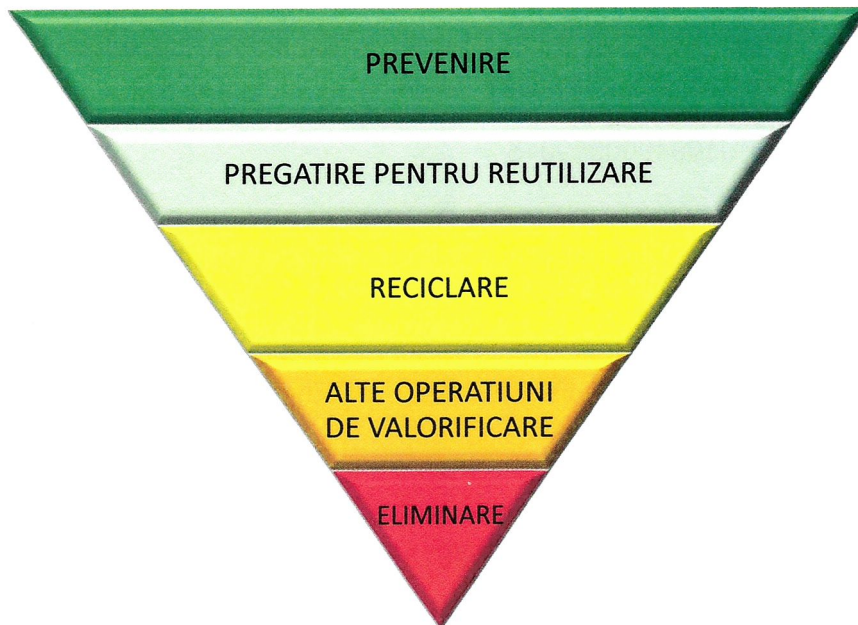 PREVENIRE
PREGATIRE PENTRU REUTILIZARE
RECICLARE
ALTE OPERATIUNI
DE VALORIFICARE
ELIMINARE